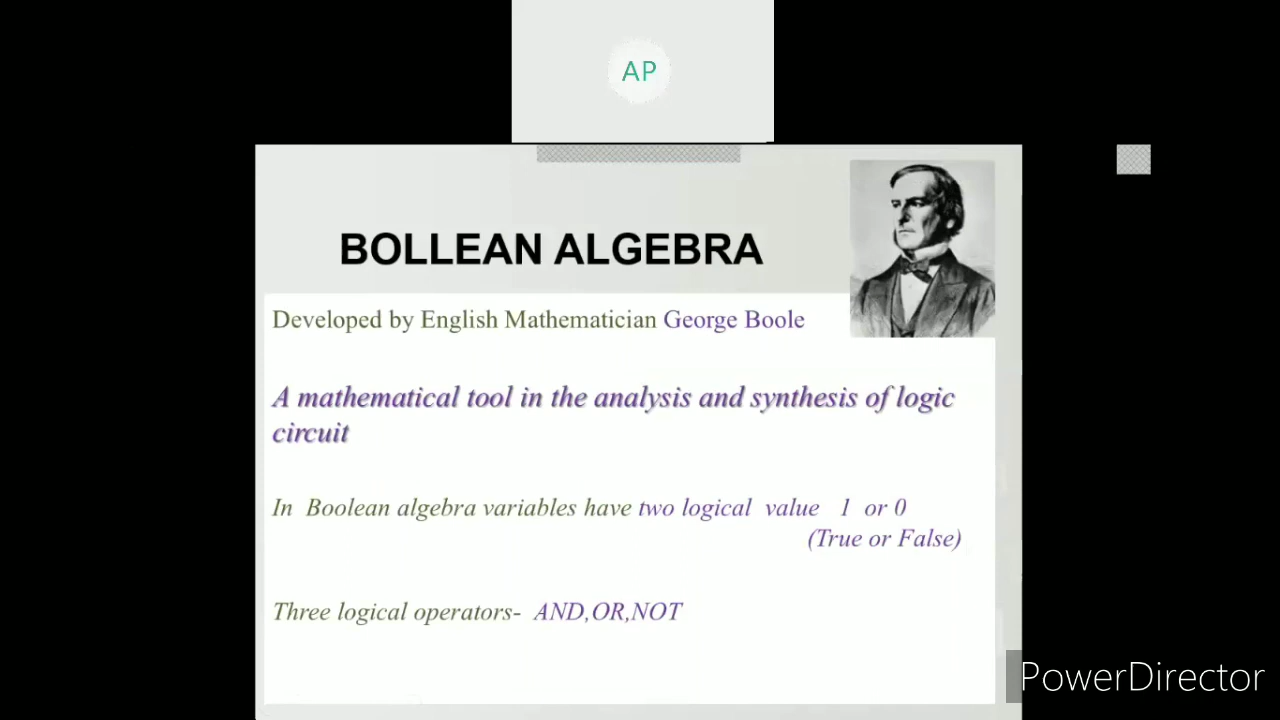 AP
BOLLEAN ALGEBRA
Developed by English Mathematician George Boole
A mathematical tool in the analysis and synthesis of logic
circuit
In Boolean algebra variables have two logical value 1 or 0
(True or False)
Three logical operators- AND,OR,NOT
PowerDirector